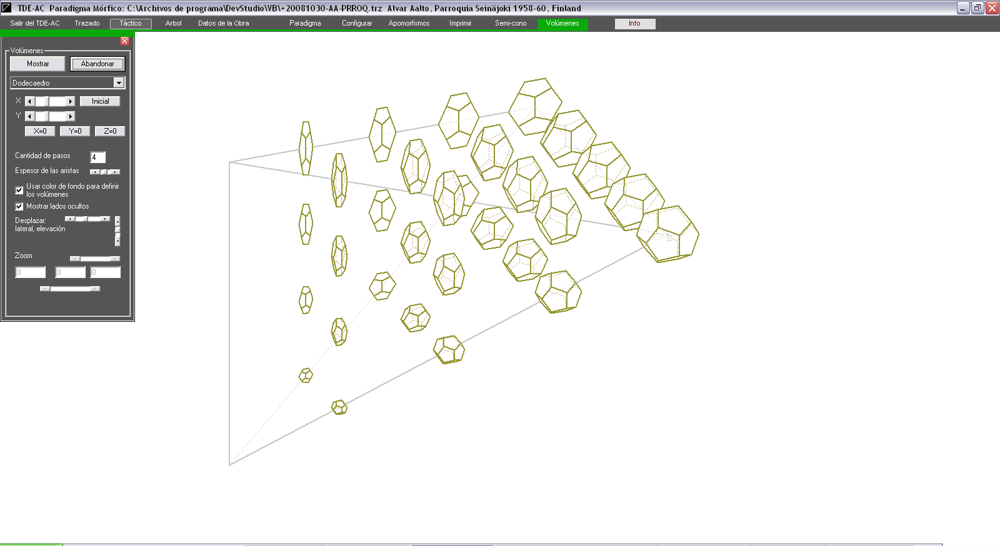 TDE-AC Paradigma Mórfico: C:\Archivos de programa\DevStudio\VB\+20081030-AA-PRROQ.trz Alvar Aalto, Parroquia Seinäjoki 1958-60, Finland
Salir del TDE-AC Trazado Táctico Arbol Datos de la Obra Paradigma Configurar Apomorfismos Imprimir Semi-cono Volúmenes Info
Volúmenes
Mostrar Abandonar
Dodecaedro
X Inicial
Y
X=0 Y=0 Z=0
Cantidad de pasos 4
Espesor de las aristas
Usar color de fondo para definir
los volúmenes
Mostrar lados ocultos
Desplazar:
lateral, elevación
Zoom
0 0 0